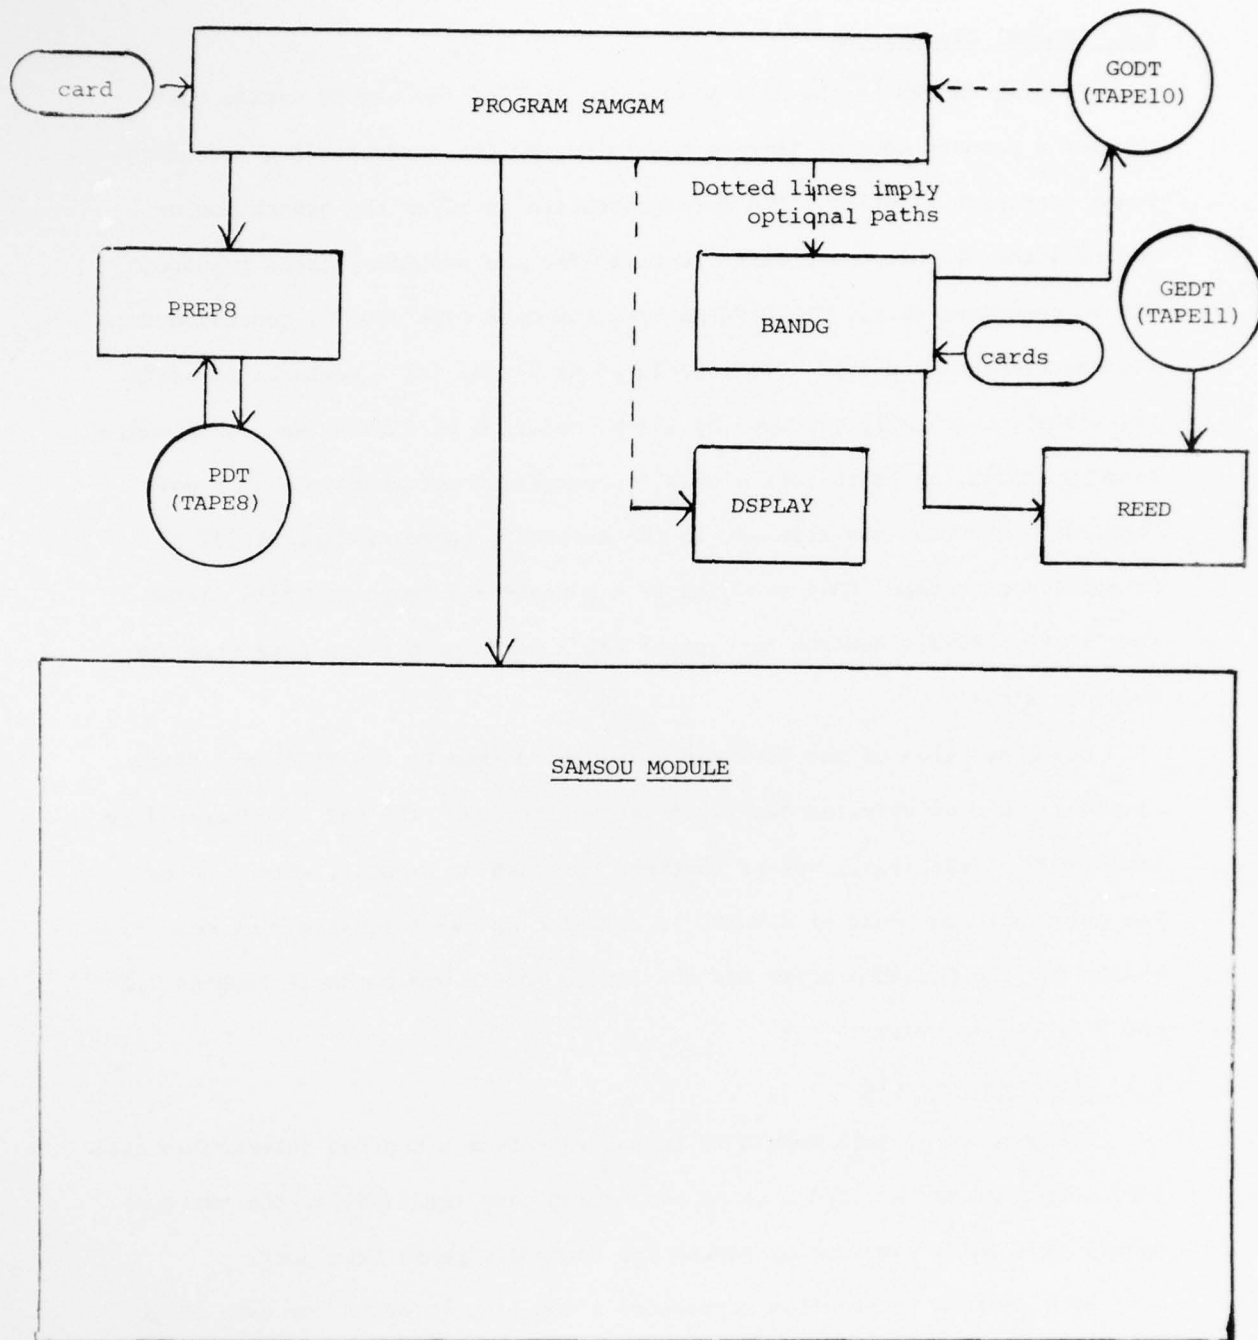 card
PROGRAM SAMGAM
GODT
(TAPE10)
Dotted lines imply
optional paths
PREP8
BANDG
GEDT
(TAPE11)
cards
PDT
(TAPE8)
DSPLAY
REED
SAMSOU MODULE